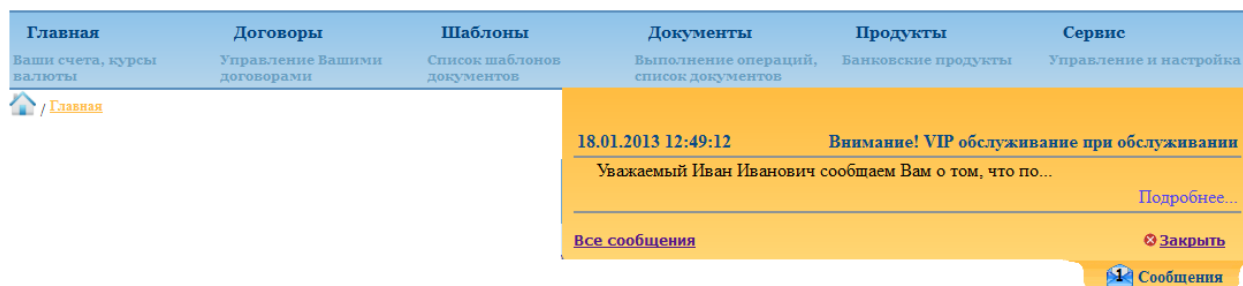 Главная Договоры Шаблоны Документы Продукты Сервис
Ваши счета, курсы Управление Вашими Список шаблонов Выполнение операций, Банковские продукты Управление и настройка
валюты договорами документов список документов
/ Главная
18.01.2013 12:49:12 Внимание! VIP обслуживание при обслуживании
Уважаемый Иван Иванович сообщаем Вам о том, что по...
Подробнее...
Все сообщения Закрыть
1 Сообщения